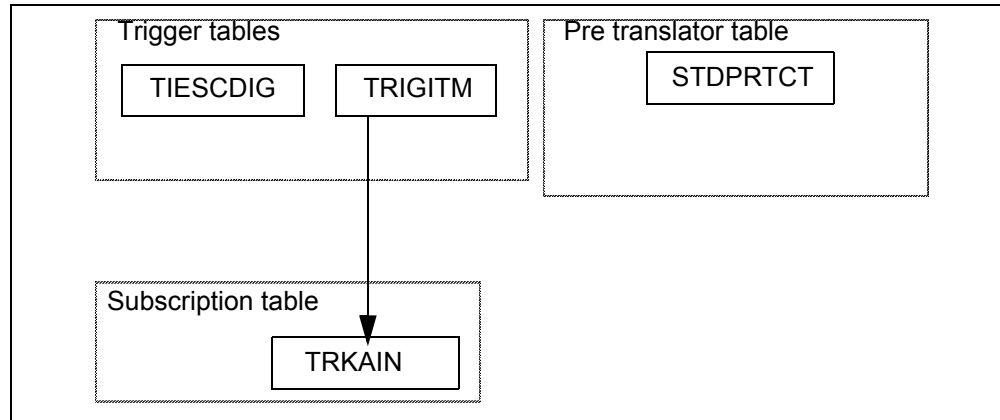 Trigger tables
TIESCDIG
TRIGITM
Pre translator table
STDPRTCT
Subscription table
TRKAIN